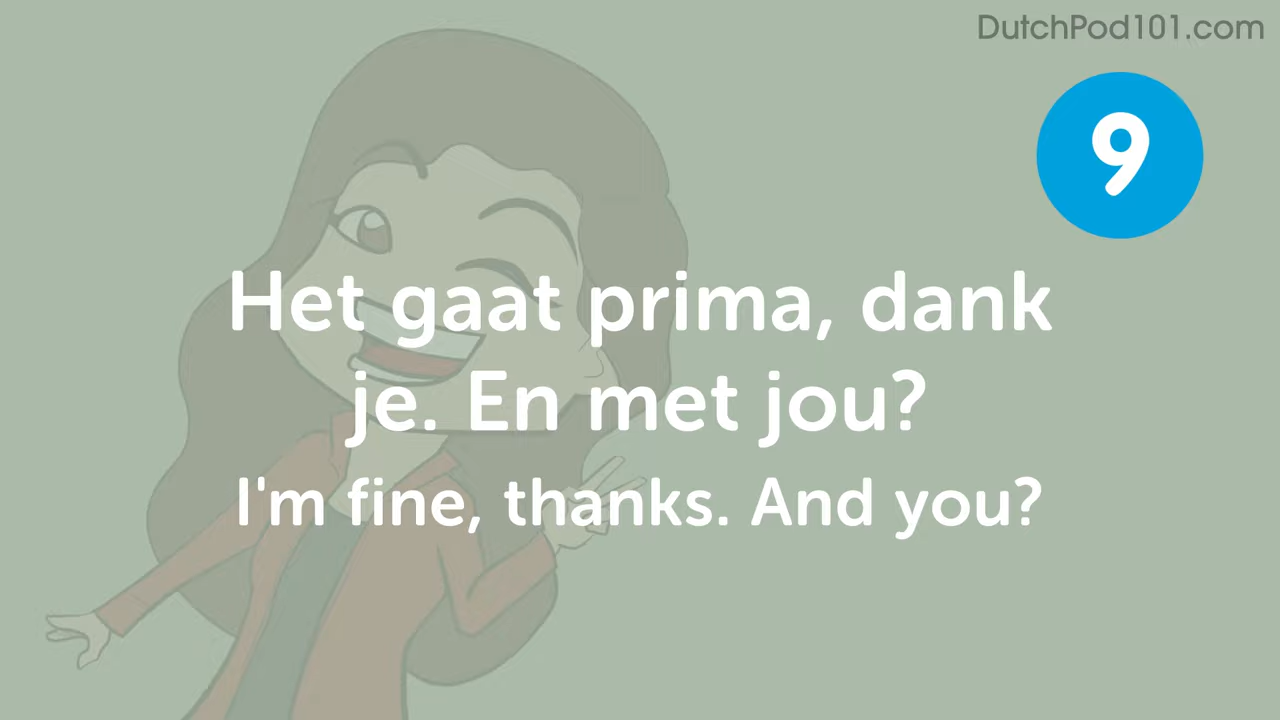 DutchPod101.com
9
Het gaat prima, dank
je. En met jou?
I'm fine, thanks. And you?